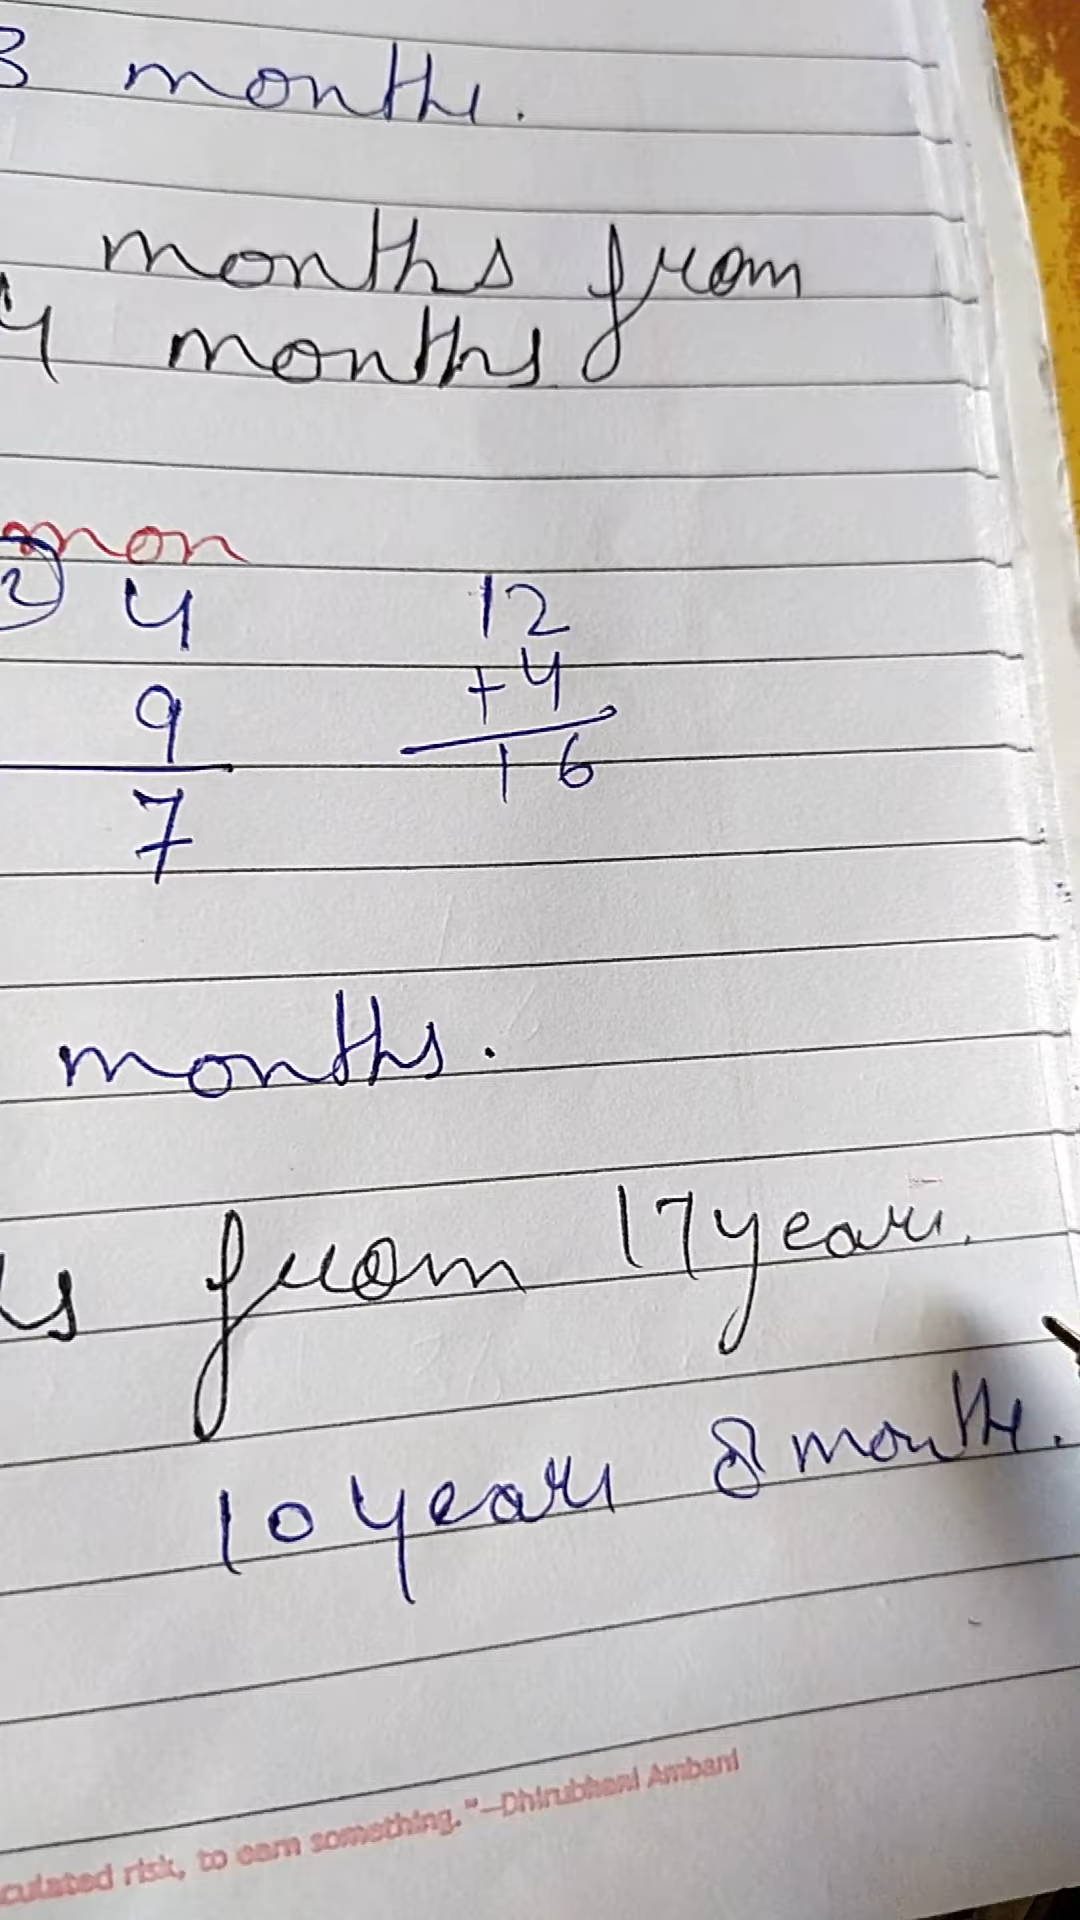 3 months.
months from
4 months
mon
2 4 12
9 +4
7 16
months.
s from 17 years.
10 years 8 months.
culated risk, to earn something."—Dhirubhani Ambani